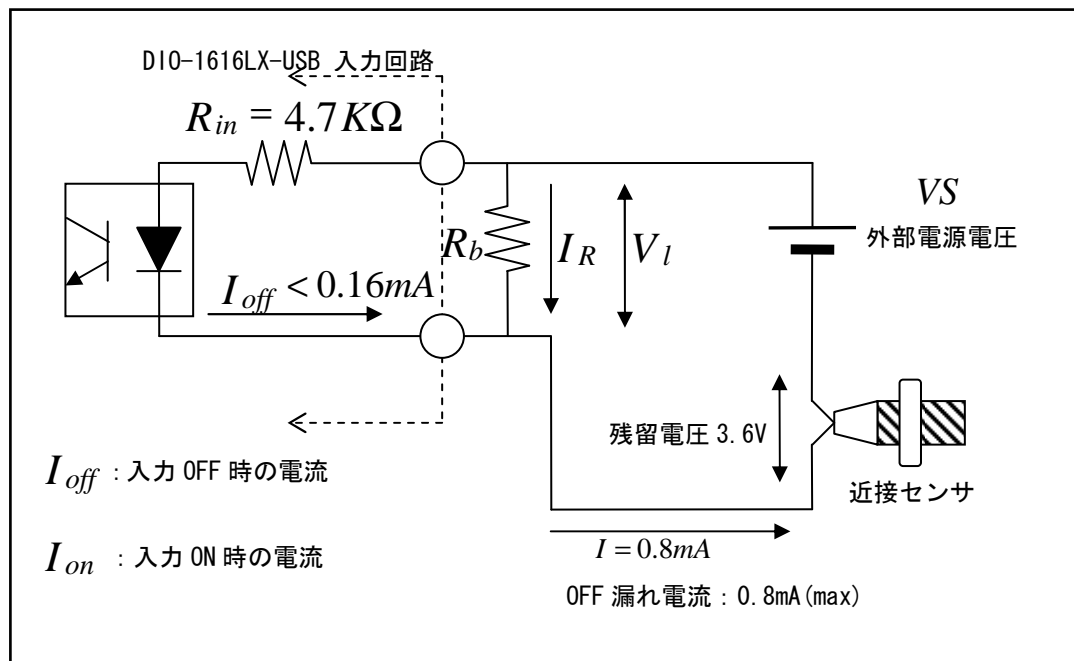 DIO-1616LX-USB 入力回路
R_in = 4.7KΩ
VS
外部電源電圧
R_b
I_R
V_l
I_off < 0.16mA
残留電圧 3.6V
近接センサ
I_off : 入力 OFF 時の電流
I = 0.8mA
I_on : 入力 ON 時の電流
OFF 漏れ電流 : 0.8mA(max)